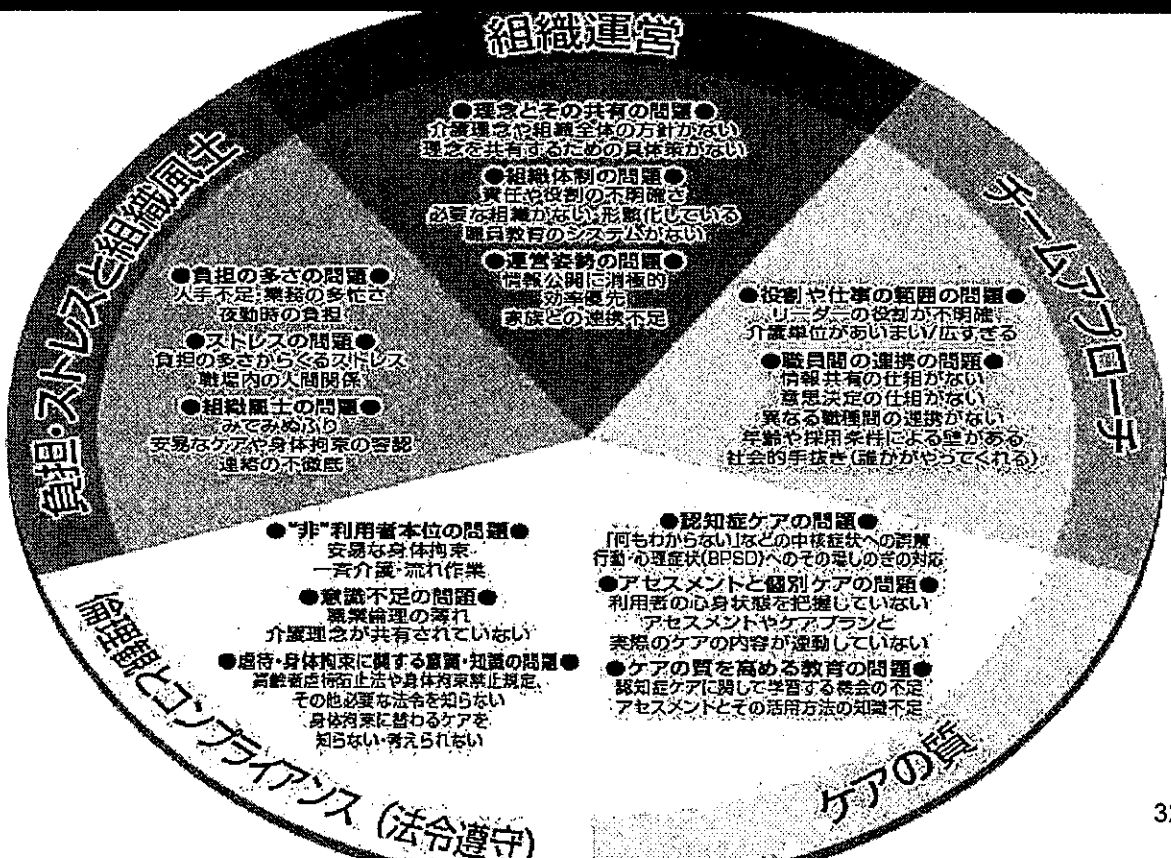 組織運営
●理念とその共有の問題●
介護理念や組織全体の方針がない
理念を共有するための具体策がない
●組織体制の問題●
責任や役割の不明確さ
必要な組織がない・形骸化している
職員教育のシステムがない
●運営姿勢の問題●
情報公開に消極的
効率優先
家族との連携不足
チームアプローチ
●役割や仕事の範囲の問題●
リーダーの役割が不明確
介護単位があいまい/広すぎる
●職員間の連携の問題●
情報共有の仕組がない
意思決定の仕組がない
異なる職種間の連携がない
年齢や採用条件による壁がある
社会的手抜き(誰かがやってくれる)
ケアの質
●認知症ケアの問題●
「何もわからない」などの中核症状への誤解
行動・心理症状(BPSD)へのその場しのぎの対応
●アセスメントと個別ケアの問題●
利用者の心身状態を把握していない
アセスメントやケアプランと
実際のケアの内容が連動していない
●ケアの質を高める教育の問題●
認知症ケアに関して学習する機会の不足
アセスメントとその活用方法の知識不足
倫理観とコンプライアンス(法令遵守)
●"非"利用者本位の問題●
安易な身体拘束
一斉介護・流れ作業
●意識不足の問題●
職業倫理の薄れ
介護理念が共有されていない
●虐待・身体拘束に関する意識・知識の問題●
高齢者虐待防止法や身体拘束禁止規定、
その他必要な法令を知らない
身体拘束に替わるケアを
知らない・考えられない
負担・ストレスと組織風土
●負担の多さの問題●
人手不足・業務の多忙さ
夜勤時の負担
●ストレスの問題●
負担の多さからくるストレス
職場内の人間関係
●組織風土の問題●
みてみぬふり
安易なケアや身体拘束の容認
連絡の不徹底